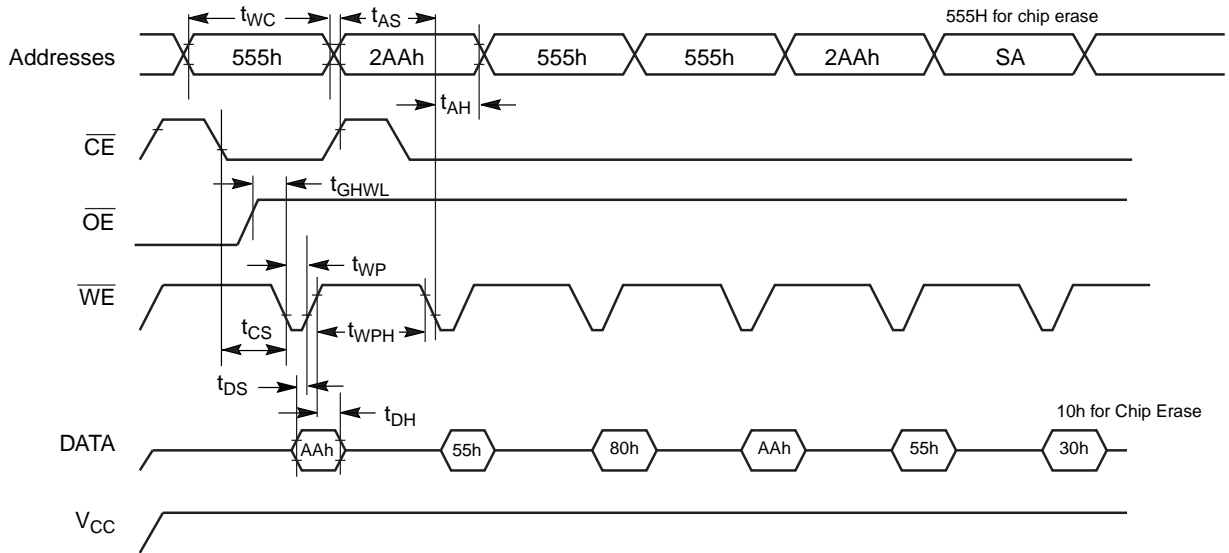 tWC
tAS
555H for chip erase
Addresses
555h
2AAh
555h
555h
2AAh
SA
tAH
CE
tGHWL
OE
tWP
WE
tCS
tWPH
tDS
tDH
10h for Chip Erase
DATA
AAh
55h
80h
AAh
55h
30h
VCC